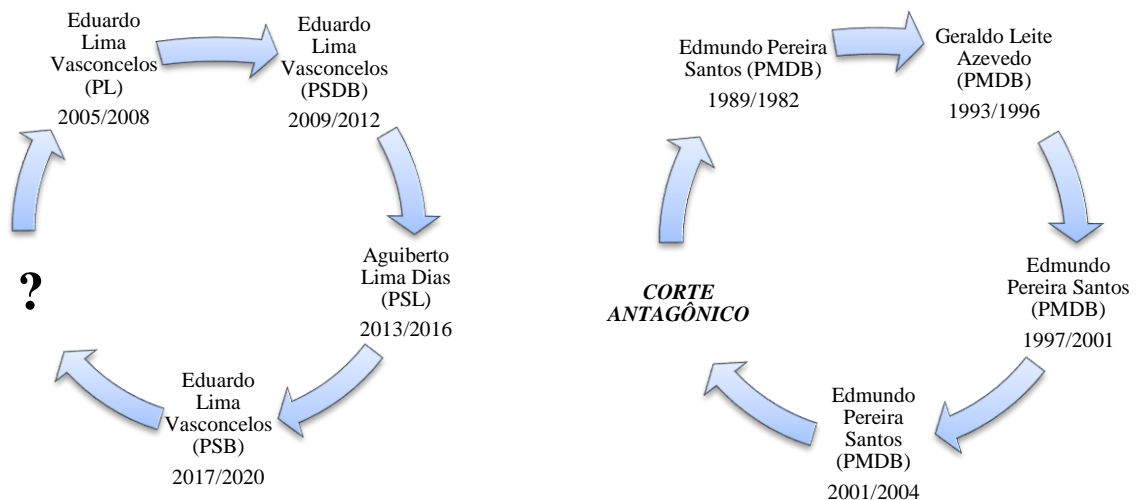 Eduardo
Lima
Vasconcelos
(PL)
2005/2008
Eduardo
Lima
Vasconcelos
(PSDB)
2009/2012
Aguiberto
Lima Dias
(PSL)
2013/2016
Eduardo
Lima
Vasconcelos
(PSB)
2017/2020
?
Edmundo Pereira
Santos (PMDB)
1989/1982
Geraldo Leite
Azevedo
(PMDB)
1993/1996
Edmundo
Pereira Santos
(PMDB)
1997/2001
Edmundo
Pereira
Santos
(PMDB)
2001/2004
CORTE
ANTAGÔNICO